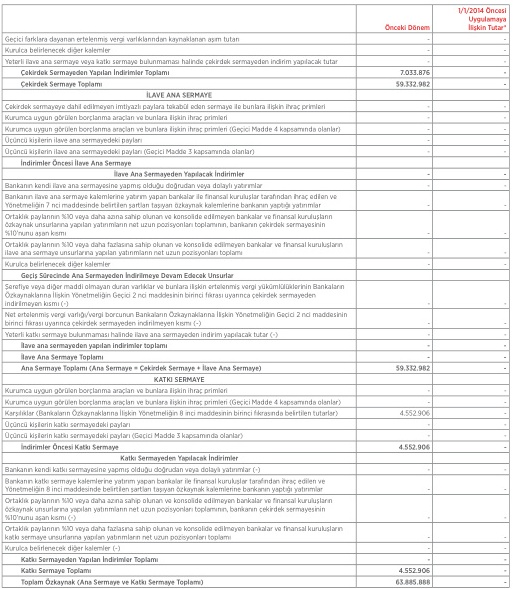 1/1/2014 Öncesi
Uygulamaya
Önceki Dönem İlişkin Tutar*
Geçici farklara dayanan ertelenmiş vergi varlıklarından kaynaklanan aşım tutarı - -
Kurulca belirlenecek diğer kalemler - -
Yeterli ilave ana sermaye veya katkı sermaye bulunmaması halinde çekirdek sermayeden indirim yapılacak tutar - -
Çekirdek Sermayeden Yapılan İndirimler Toplamı 7.033.876 -
Çekirdek Sermaye Toplamı 59.332.982 -
İLAVE ANA SERMAYE
Çekirdek sermayeye dahil edilmeyen imtiyazlı paylara tekabül eden sermaye ile bunlara ilişkin ihraç primleri - -
Kurumca uygun görülen borçlanma araçları ve bunlara ilişkin ihraç primleri - -
Kurumca uygun görülen borçlanma araçları ve bunlara ilişkin ihraç primleri (Geçici Madde 4 kapsamında olanlar) - -
Üçüncü kişilerin ilave ana sermayedeki payları - -
Üçüncü kişilerin ilave ana sermayedeki payları (Geçici Madde 3 kapsamında olanlar) - -
İndirimler Öncesi İlave Ana Sermaye - -
İlave Ana Sermayeden Yapılacak İndirimler - -
Bankanın kendi ilave ana sermayesine yapmış olduğu doğrudan veya dolaylı yatırımlar - -
Bankanın ilave ana sermaye kalemlerine yatırım yapan bankalar ile finansal kuruluşlar tarafından ihraç edilen ve
Yönetmeliğin 7 nci maddesinde belirtilen şartları taşıyan özkaynak kalemlerine bankanın yaptığı yatırımlar - -
Ortaklık paylarının %10 veya daha azına sahip olunan ve konsolide edilmeyen bankalar ve finansal kuruluşların
özkaynak unsurlarına yapılan yatırımların net uzun pozisyonları toplamının, bankanın çekirdek sermayesinin
%10'nunu aşan kısmı - -
Ortaklık paylarının %10 veya daha fazlasına sahip olunan ve konsolide edilmeyen bankalar ve finansal kuruluşların
ilave ana sermaye unsurlarına yapılan yatırımların net uzun pozisyonları toplamı - -
Kurulca belirlenecek diğer kalemler - -
Geçiş Sürecinde Ana Sermayeden İndirilmeye Devam Edecek Unsurlar
Şerefiye veya diğer maddi olmayan duran varlıklar ve bunlara ilişkin ertelenmiş vergi yükümlülüklerinin Bankaların
Özkaynaklarına İlişkin Yönetmeliğin Geçici 2 nci maddesinin birinci fıkrası uyarınca çekirdek sermayeden
indirilmeyen kısmı (-) - -
Net ertelenmiş vergi varlığı/vergi borcunun Bankaların Özkaynaklarına İlişkin Yönetmeliğin Geçici 2 nci maddesinin
birinci fıkrası uyarınca çekirdek sermayeden indirilmeyen kısmı (-) - -
Yeterli katkı sermaye bulunmaması halinde ilave ana sermayeden indirim yapılacak tutar (-) - -
İlave ana sermayeden yapılan indirimler toplamı - -
İlave Ana Sermaye Toplamı - -
Ana Sermaye Toplamı (Ana Sermaye = Çekirdek Sermaye + İlave Ana Sermaye) 59.332.982 -
KATKI SERMAYE
Kurumca uygun görülen borçlanma araçları ve bunlara ilişkin ihraç primleri - -
Kurumca uygun görülen borçlanma araçları ve bunlara ilişkin ihraç primleri (Geçici Madde 4 kapsamında olanlar) - -
Karşılıklar (Bankaların Özkaynaklarına İlişkin Yönetmeliğin 8 inci maddesinin birinci fıkrasında belirtilen tutarlar) 4.552.906 -
Üçüncü kişilerin katkı sermayedeki payları - -
Üçüncü kişilerin katkı sermayedeki payları (Geçici Madde 3 kapsamında olanlar) - -
İndirimler Öncesi Katkı Sermaye 4.552.906 -
Katkı Sermayeden Yapılacak İndirimler
Bankanın kendi katkı sermayesine yapmış olduğu doğrudan veya dolaylı yatırımlar (-) - -
Bankanın katkı sermaye kalemlerine yatırım yapan bankalar ile finansal kuruluşlar tarafından ihraç edilen ve
Yönetmeliğin 8 inci maddesinde belirtilen şartları taşıyan özkaynak kalemlerine bankanın yaptığı yatırımlar - -
Ortaklık paylarının %10 veya daha azına sahip olunan ve konsolide edilmeyen bankalar ve finansal kuruluşların
özkaynak unsurlarına yapılan yatırımların net uzun pozisyonları toplamının, bankanın çekirdek sermayesinin
%10'nunu aşan kısmı (-) - -
Ortaklık paylarının %10 veya daha fazlasına sahip olunan ve konsolide edilmeyen bankalar ve finansal kuruluşların
katkı sermaye unsurlarına yapılan yatırımların net uzun pozisyonları toplamı - -
Kurulca belirlenecek diğer kalemler (-) - -
Katkı Sermayeden Yapılan İndirimler Toplamı - -
Katkı Sermaye Toplamı 4.552.906 -
Toplam Özkaynak (Ana Sermaye ve Katkı Sermaye Toplamı) 63.885.888 -